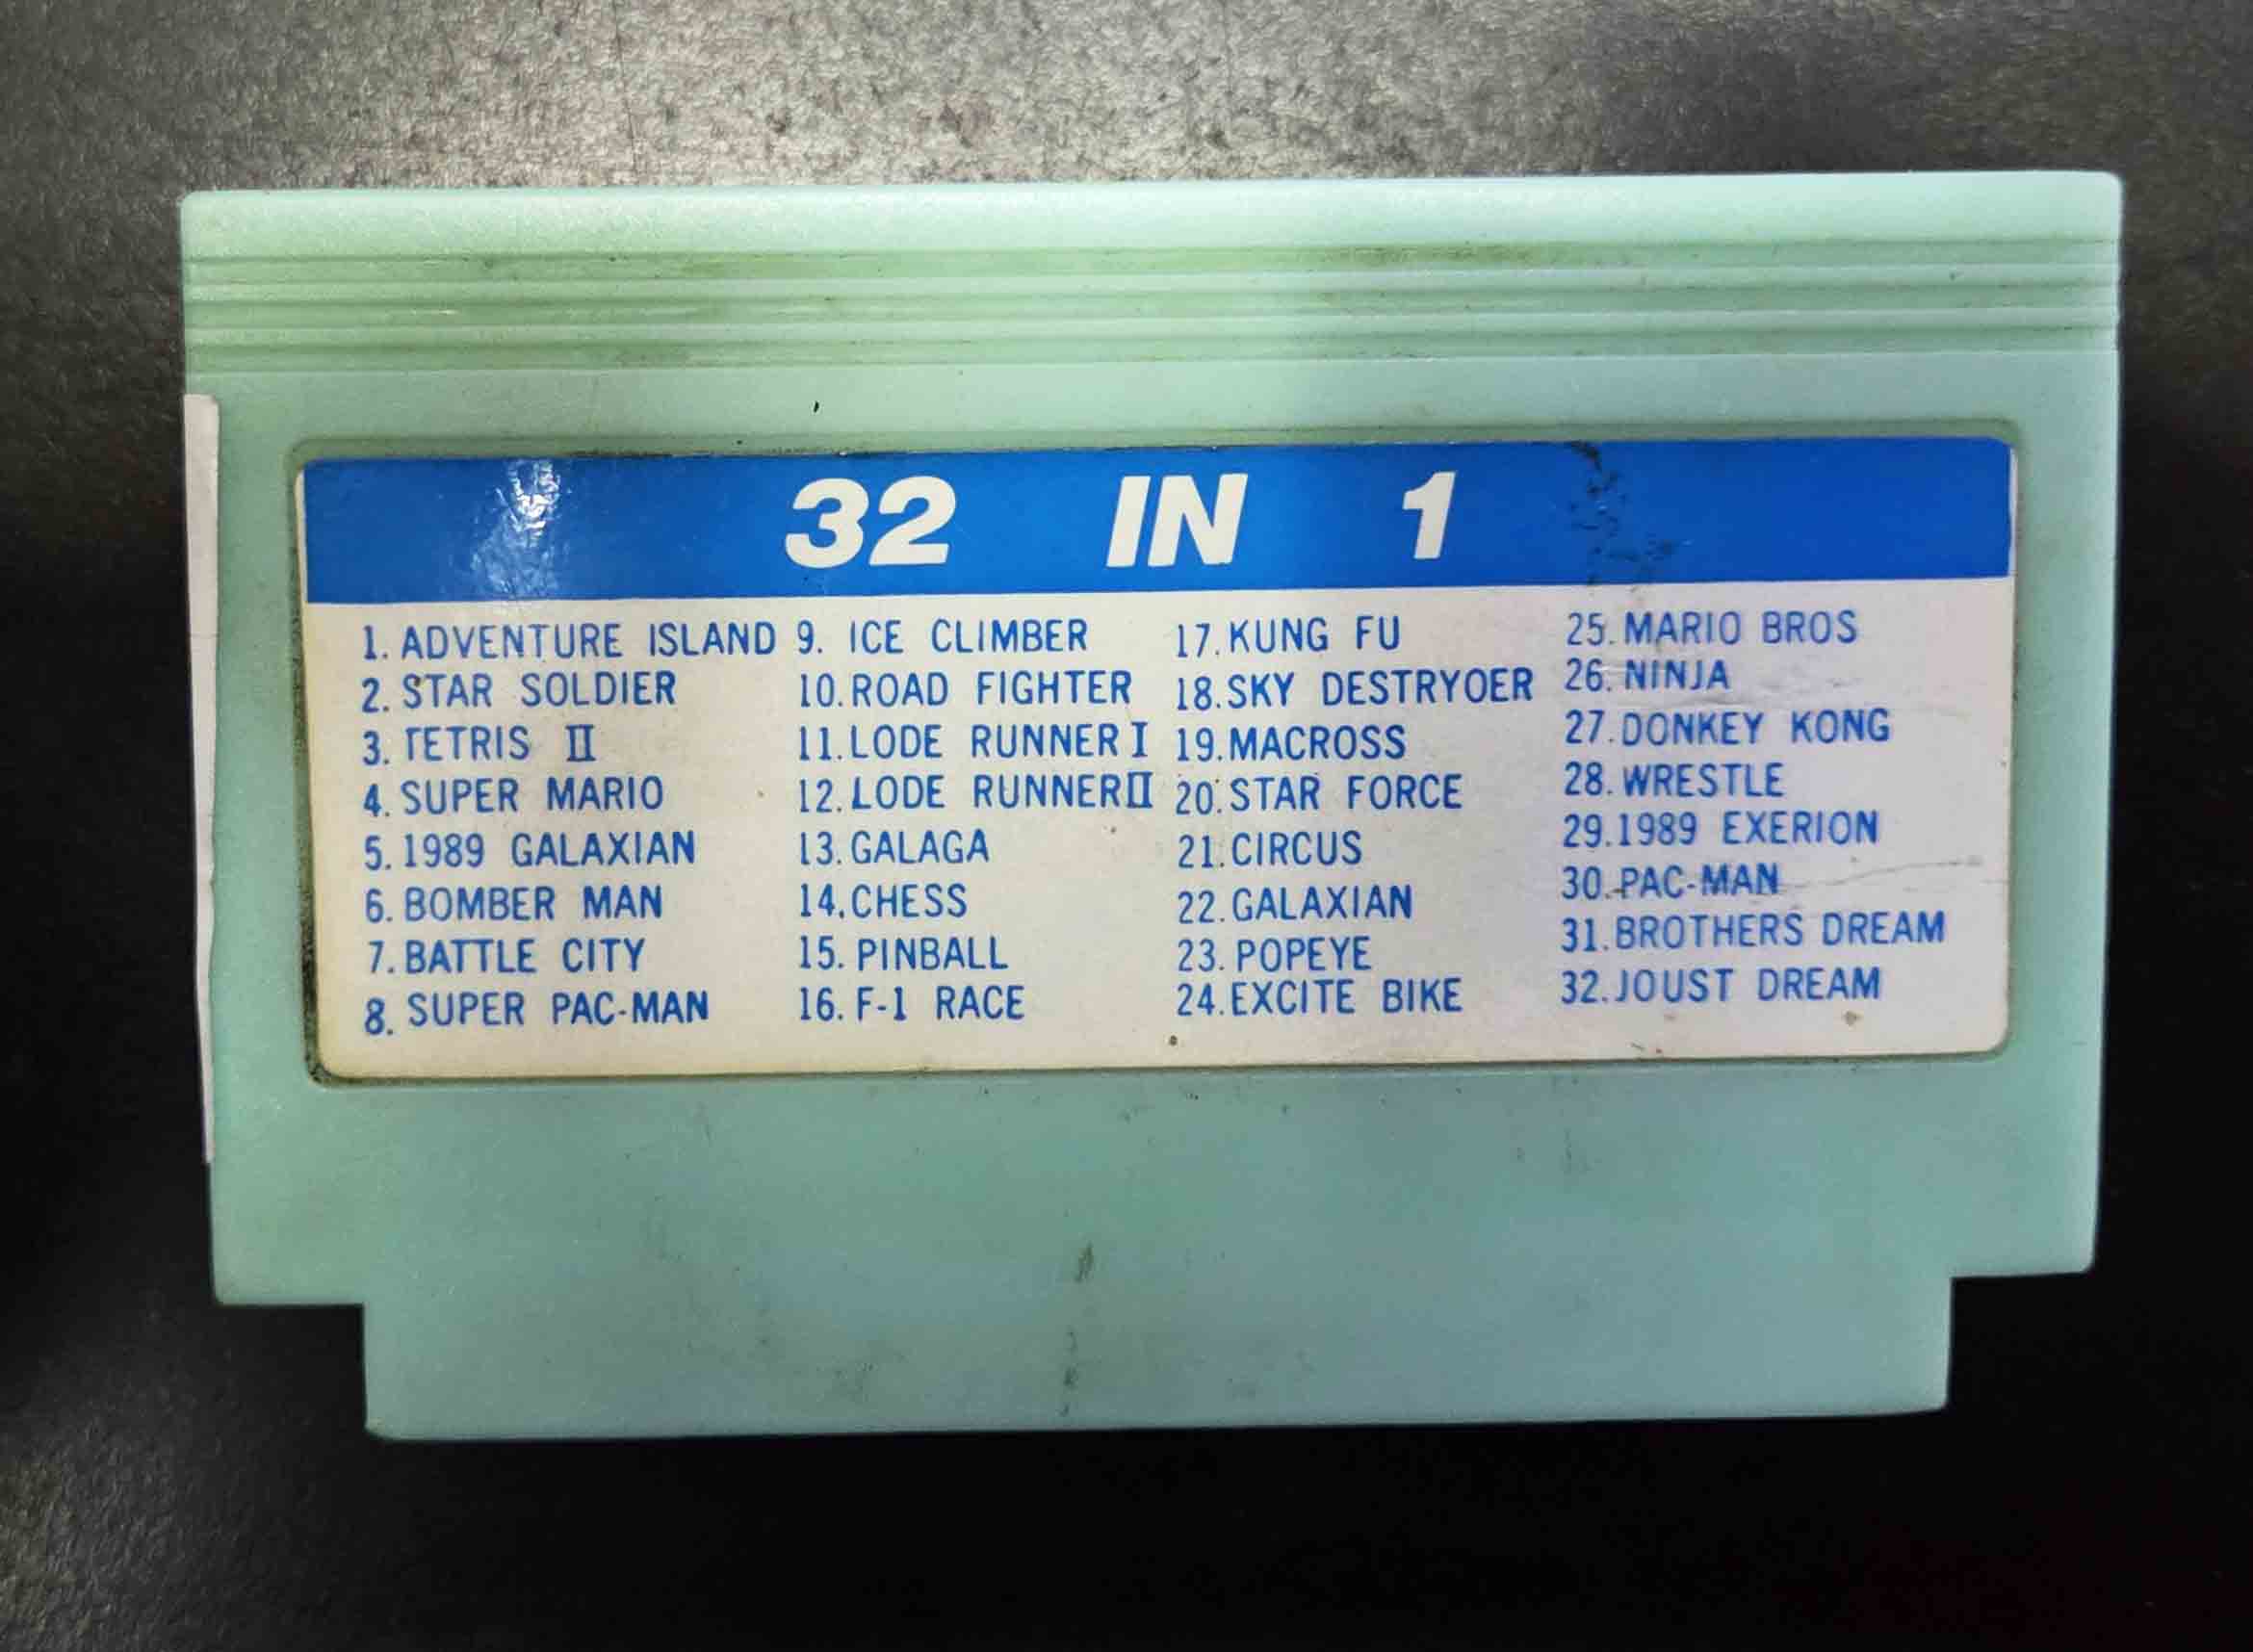 32 IN 1
1. ADVENTURE ISLAND
2. STAR SOLDIER
3. TETRIS II
4. SUPER MARIO
5. 1989 GALAXIAN
6. BOMBER MAN
7. BATTLE CITY
8. SUPER PAC-MAN
9. ICE CLIMBER
10. ROAD FIGHTER
11. LODE RUNNER I
12. LODE RUNNER II
13. GALAGA
14. CHESS
15. PINBALL
16. F-1 RACE
17. KUNG FU
18. SKY DESTRYOER
19. MACROSS
20. STAR FORCE
21. CIRCUS
22. GALAXIAN
23. POPEYE
24. EXCITE BIKE
25. MARIO BROS
26. NINJA
27. DONKEY KONG
28. WRESTLE
29. 1989 EXERION
30. PAC-MAN
31. BROTHERS DREAM
32. JOUST DREAM